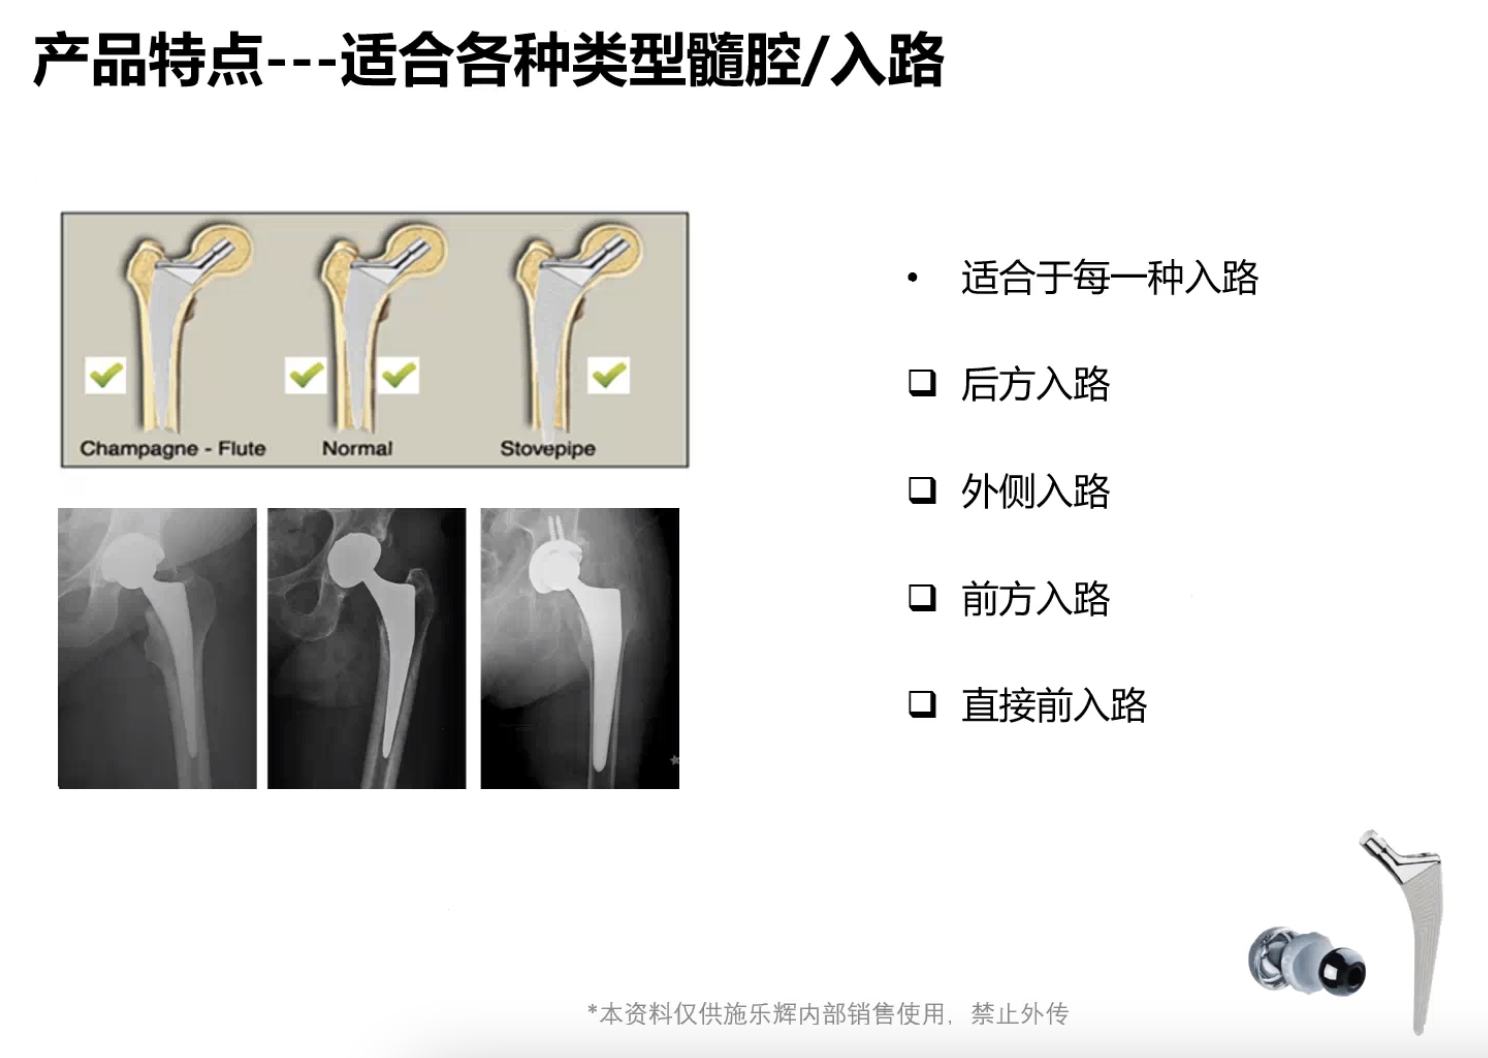 产品特点---适合各种类型髓腔/入路
Champagne - Flute
Normal
Stovepipe
• 适合于每一种入路
❑ 后方入路
❑ 外侧入路
❑ 前方入路
❑ 直接前入路
*本资料仅供施乐辉内部销售使用，禁止外传